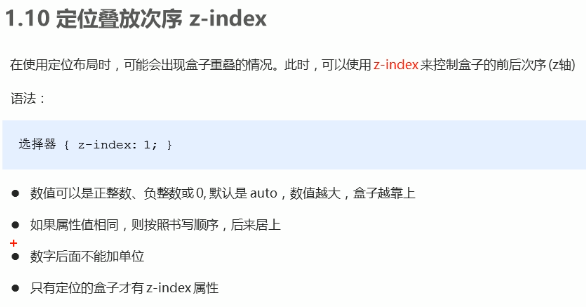 1.10 定位叠放次序 z-index
在使用定位布局时，可能会出现盒子重叠的情况。此时，可以使用 z-index 来控制盒子的前后次序 (z轴)
语法：
选择器 { z-index: 1; }
● 数值可以是正整数、负整数或 0, 默认是 auto，数值越大，盒子越靠上
● 如果属性值相同，则按照书写顺序，后来居上
● 数字后面不能加单位
● 只有定位的盒子才有 z-index 属性